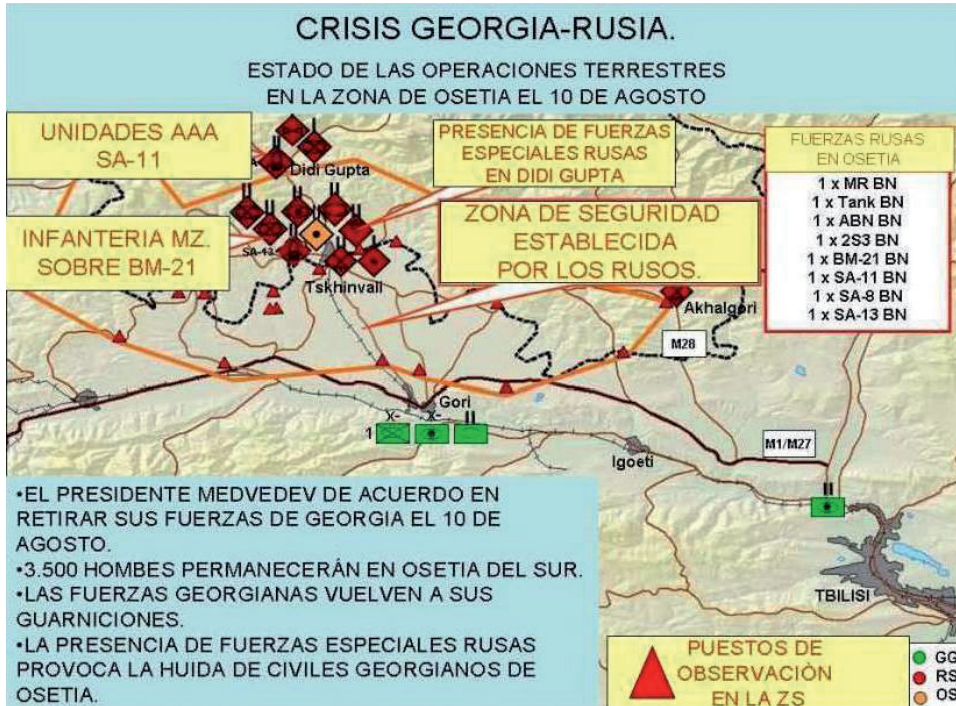 CRISIS GEORGIA-RUSIA.
ESTADO DE LAS OPERACIONES TERRESTRES
EN LA ZONA DE OSETIA EL 10 DE AGOSTO
UNIDADES AAA
SA-11
Didi Gupta
PRESENCIA DE FUERZAS
ESPECIALES RUSAS
EN DIDI GUPTA
FUERZAS RUSAS
EN OSETIA
1 x MR BN
1 x Tank BN
1 x ABN BN
1 x 2S3 BN
1 x BM-21 BN
1 x SA-11 BN
1 x SA-8 BN
1 x SA-13 BN
INFANTERIA MZ.
SOBRE BM-21
SA-13
ZONA DE SEGURIDAD
ESTABLECIDA
POR LOS RUSOS.
Tskhinvali
Akhalgori
M28
Gori
X-
X-
1
M1/M27
Igoeti
•EL PRESIDENTE MEDVEDEV DE ACUERDO EN
RETIRAR SUS FUERZAS DE GEORGIA EL 10 DE
AGOSTO.
•3.500 HOMBES PERMANECERÁN EN OSETIA DEL SUR.
•LAS FUERZAS GEORGIANAS VUELVEN A SUS
GUARNICIONES.
•LA PRESENCIA DE FUERZAS ESPECIALES RUSAS
PROVOCA LA HUIDA DE CIVILES GEORGIANOS DE
OSETIA.
TBILISI
PUESTOS DE
OBSERVACIÒN
EN LA ZS
GG
RS
OS